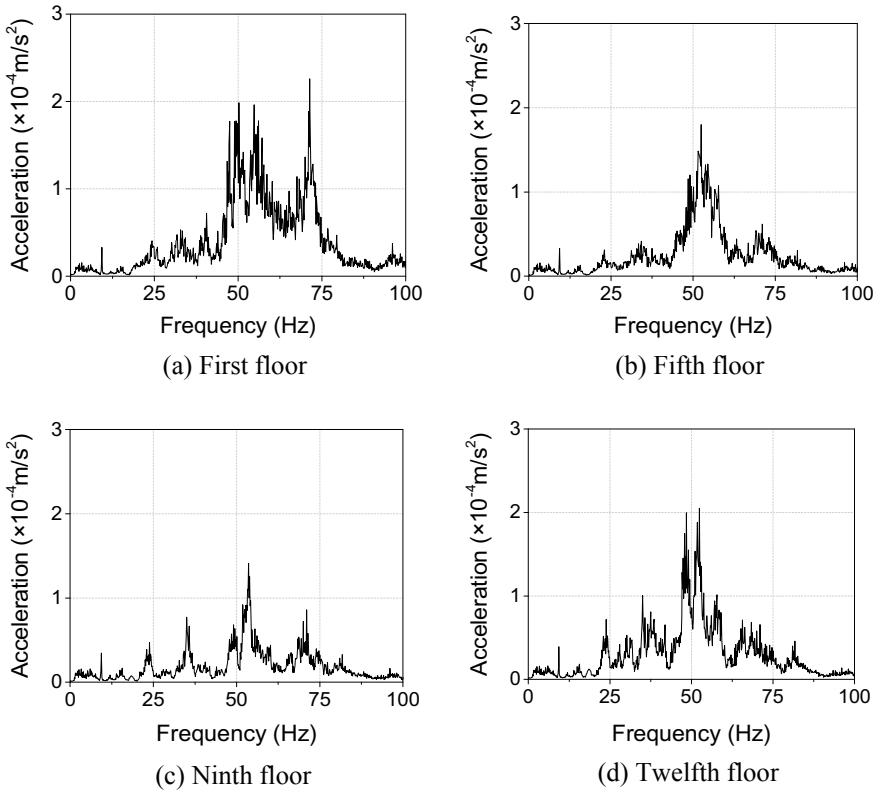 3
2
1
0
Acceleration (×10⁻⁴m/s²)
0 25 50 75 100
Frequency (Hz)
(a) First floor
3
2
1
0
Acceleration (×10⁻⁴m/s²)
0 25 50 75 100
Frequency (Hz)
(b) Fifth floor
3
2
1
0
Acceleration (×10⁻⁴m/s²)
0 25 50 75 100
Frequency (Hz)
(c) Ninth floor
3
2
1
0
Acceleration (×10⁻⁴m/s²)
0 25 50 75 100
Frequency (Hz)
(d) Twelfth floor